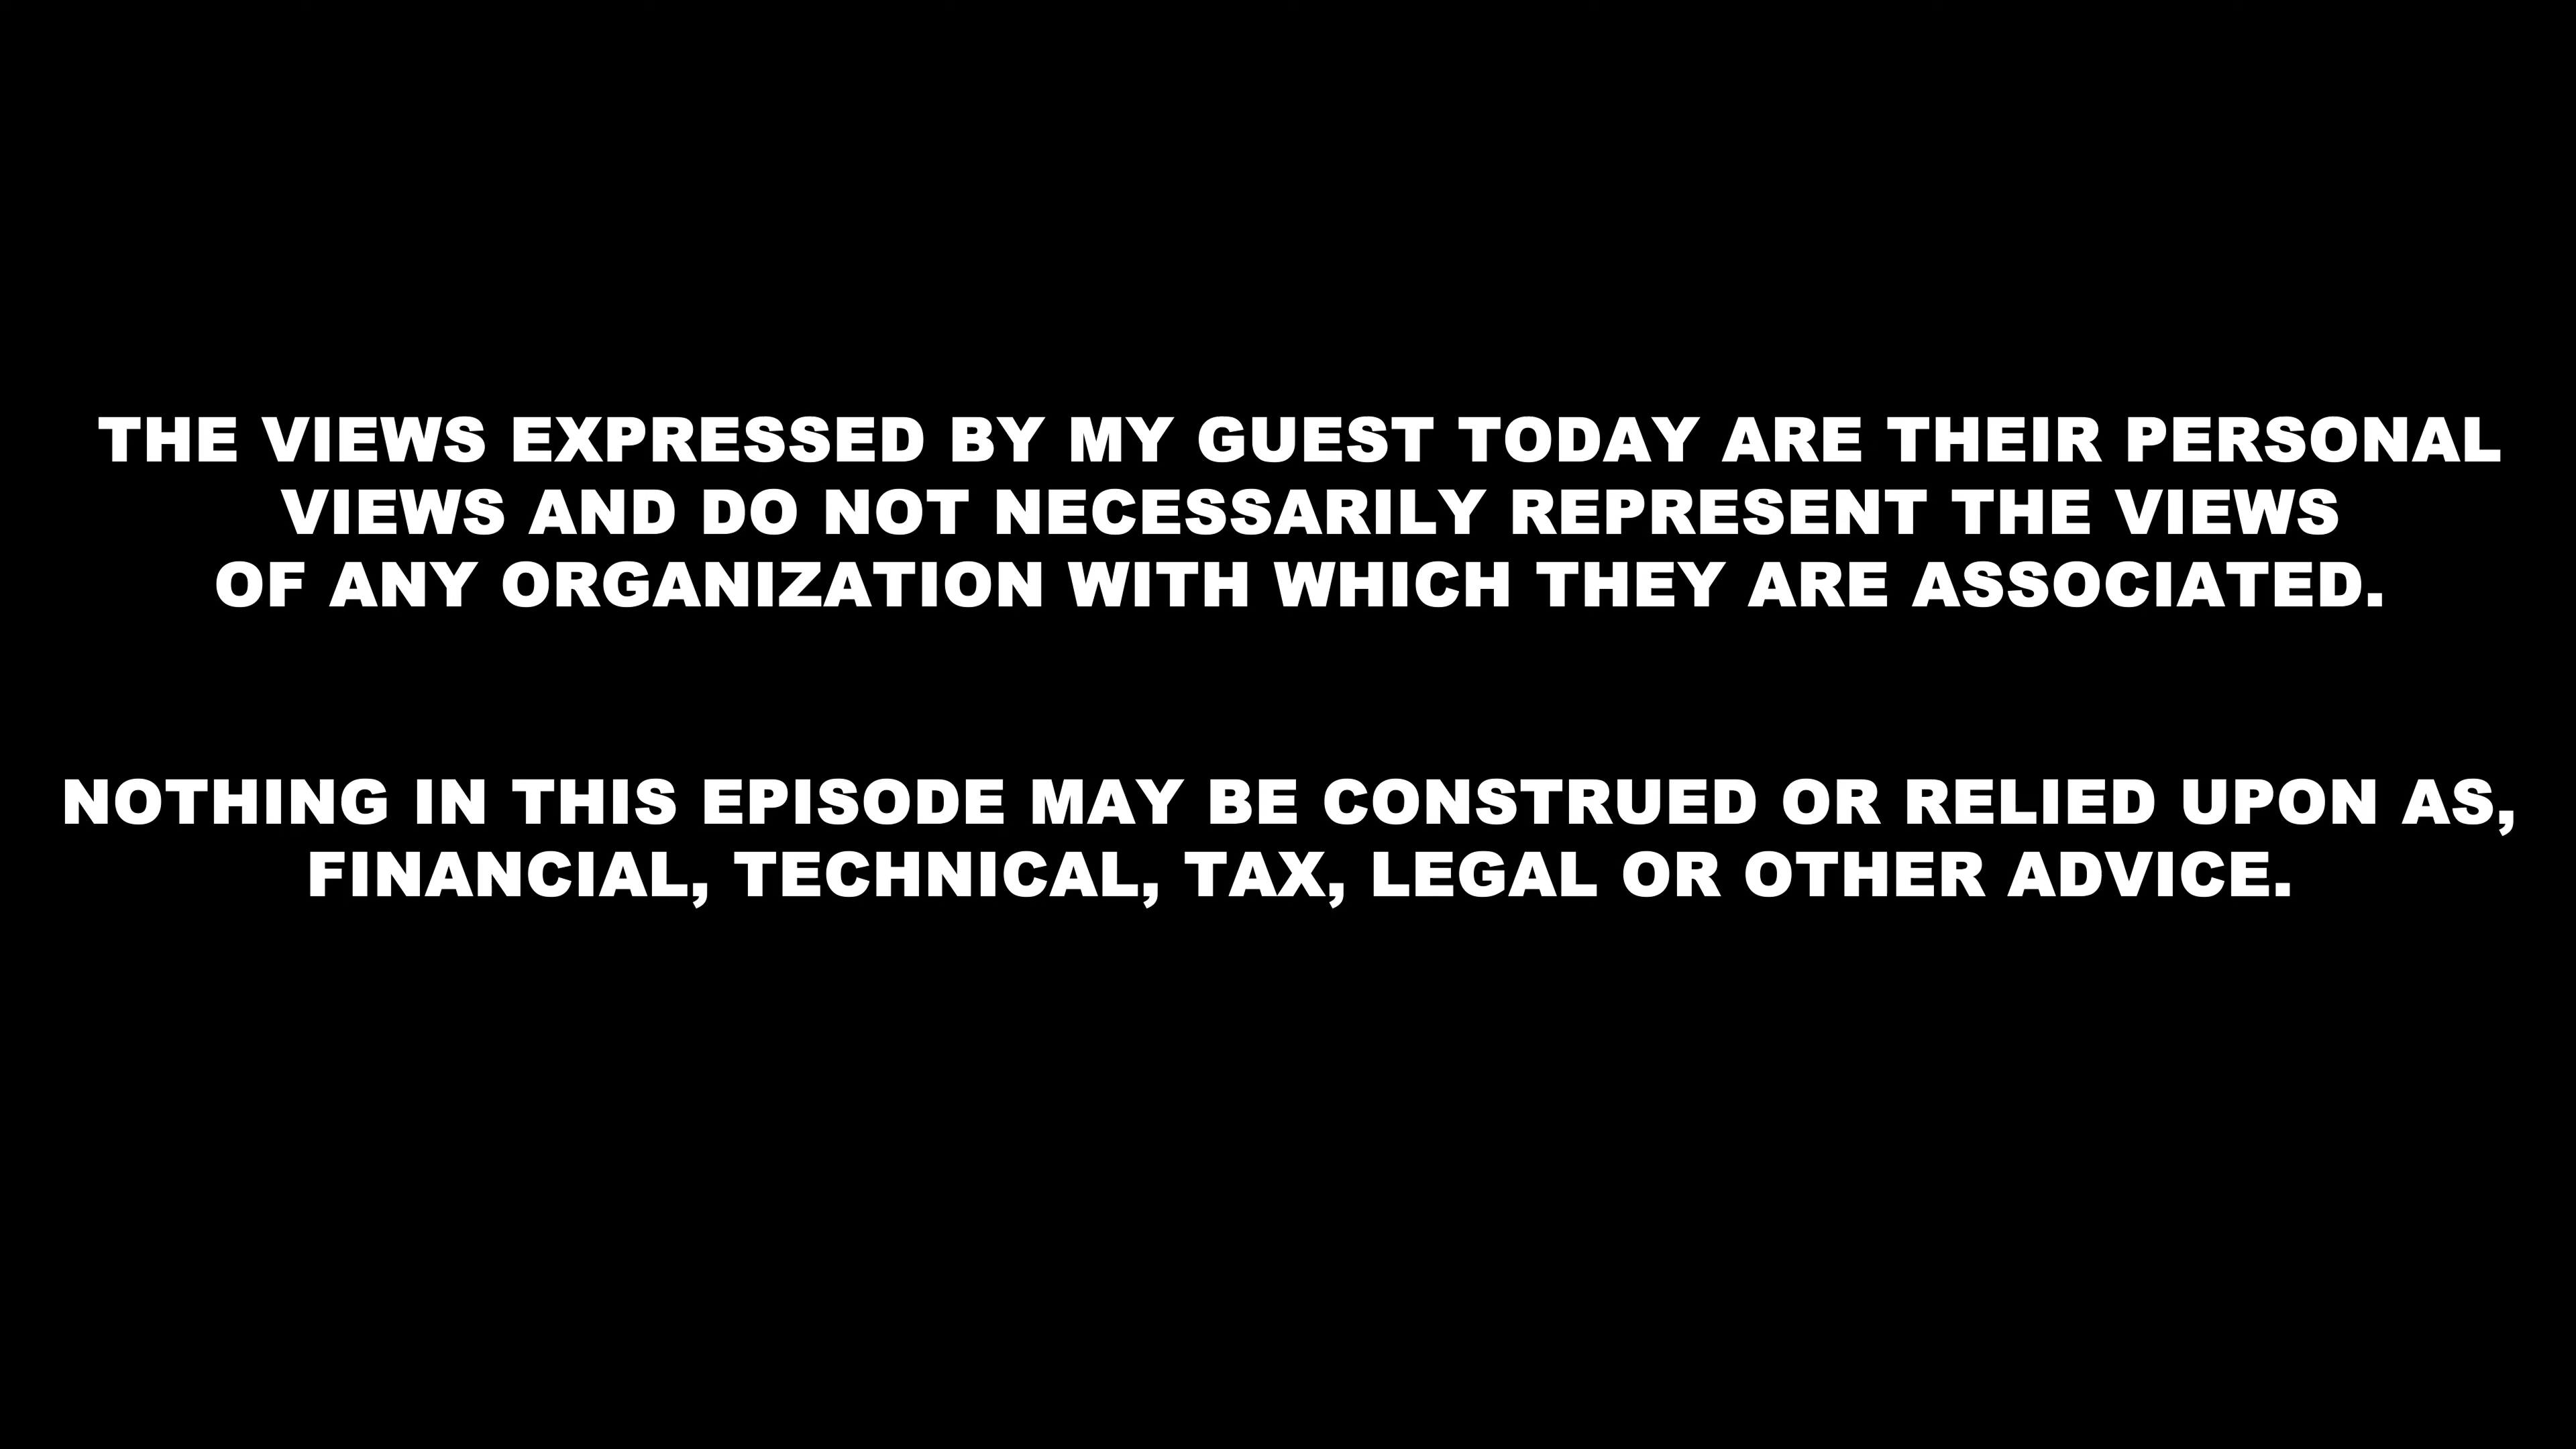 THE VIEWS EXPRESSED BY MY GUEST TODAY ARE THEIR PERSONAL
VIEWS AND DO NOT NECESSARILY REPRESENT THE VIEWS
OF ANY ORGANIZATION WITH WHICH THEY ARE ASSOCIATED.
NOTHING IN THIS EPISODE MAY BE CONSTRUED OR RELIED UPON AS,
FINANCIAL, TECHNICAL, TAX, LEGAL OR OTHER ADVICE.